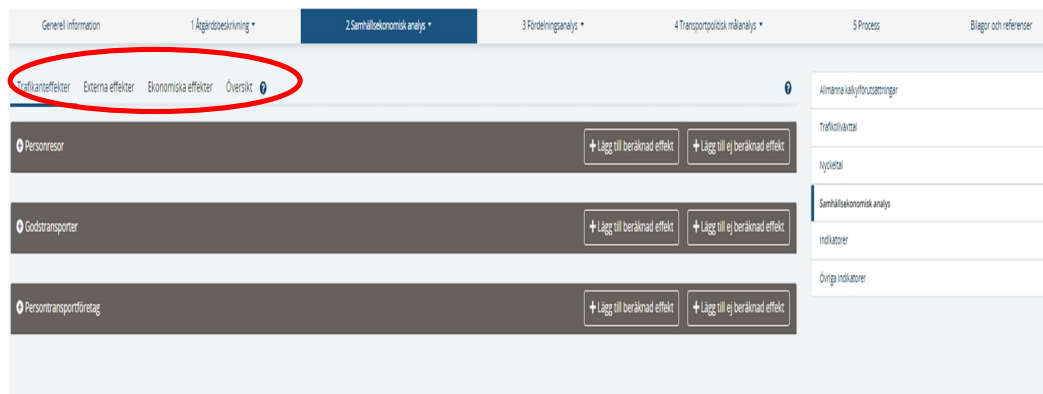 Generell information 1 Åtgärdsbeskrivning 2 Samhällsekonomisk analys 3 Fördelningsanalys 4 Transportpolitisk målanalys 5 Process Bilagor och referenser
Trafikanteffekter Externa effekter Ekonomiska effekter Översikt ? ?
Personresor + Lägg till beräknad effekt + Lägg till ej beräknad effekt
Godstransporter + Lägg till beräknad effekt + Lägg till ej beräknad effekt
Persontransportföretag + Lägg till beräknad effekt + Lägg till ej beräknad effekt
Allmänna kalkylförutsättningar
Trafiktillväxttal
Nyckeltal
Samhällsekonomisk analys
Indikatorer
Övriga indikatorer